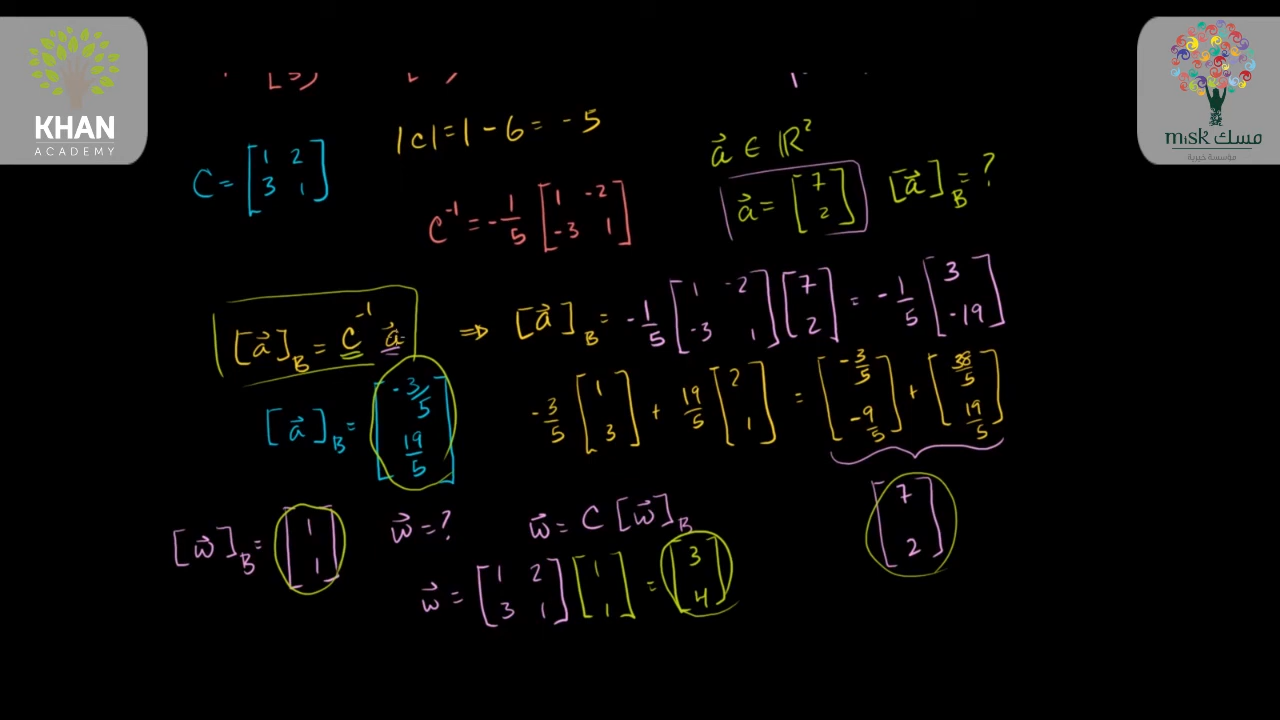 KHAN
ACADEMY
mısk مسك
مؤسسة خيرية
C = [1 2; 3 1]
|C| = 1 - 6 = -5
C⁻¹ = -1/5 [1 -2; -3 1]
a⃗ ∈ ℝ²
a⃗ = [7; 2] [a⃗]_B = ?
[a⃗]_B = C⁻¹ a⃗ ⇒ [a⃗]_B = -1/5 [1 -2; -3 1] [7; 2] = -1/5 [3; -19]
[a⃗]_B = [-3/5; 19/5]
-3/5 [1; 3] + 19/5 [2; 1] = [-3/5; -9/5] + [38/5; 19/5]
[7; 2]
[w⃗]_B = [1; 1] w⃗ = ? w⃗ = C [w⃗]_B
w⃗ = [1 2; 3 1] [1; 1] = [3; 4]